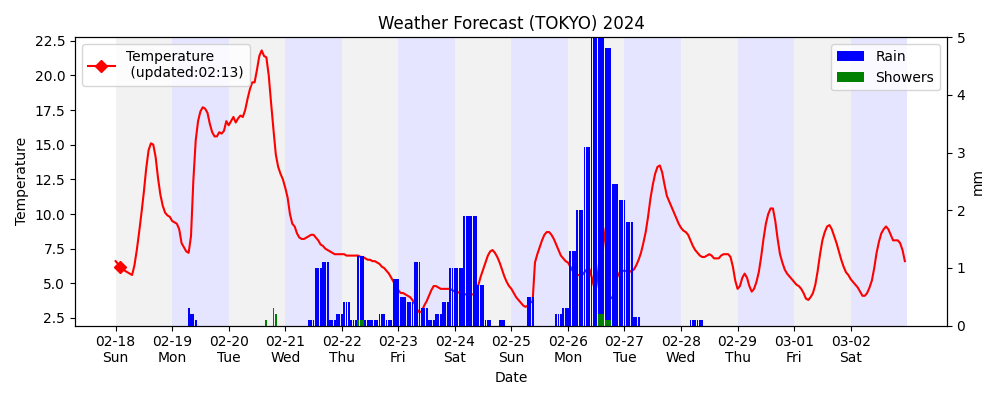 Weather Forecast (TOKYO) 2024
Temperature
(updated:02:13)
Rain
Showers
22.5
20.0
17.5
15.0
12.5
10.0
7.5
5.0
2.5
Temperature
5
4
3
2
1
0
mm
02-18 02-19 02-20 02-21 02-22 02-23 02-24 02-25 02-26 02-27 02-28 02-29 03-01 03-02
Sun Mon Tue Wed Thu Fri Sat Sun Mon Tue Wed Thu Fri Sat
Date